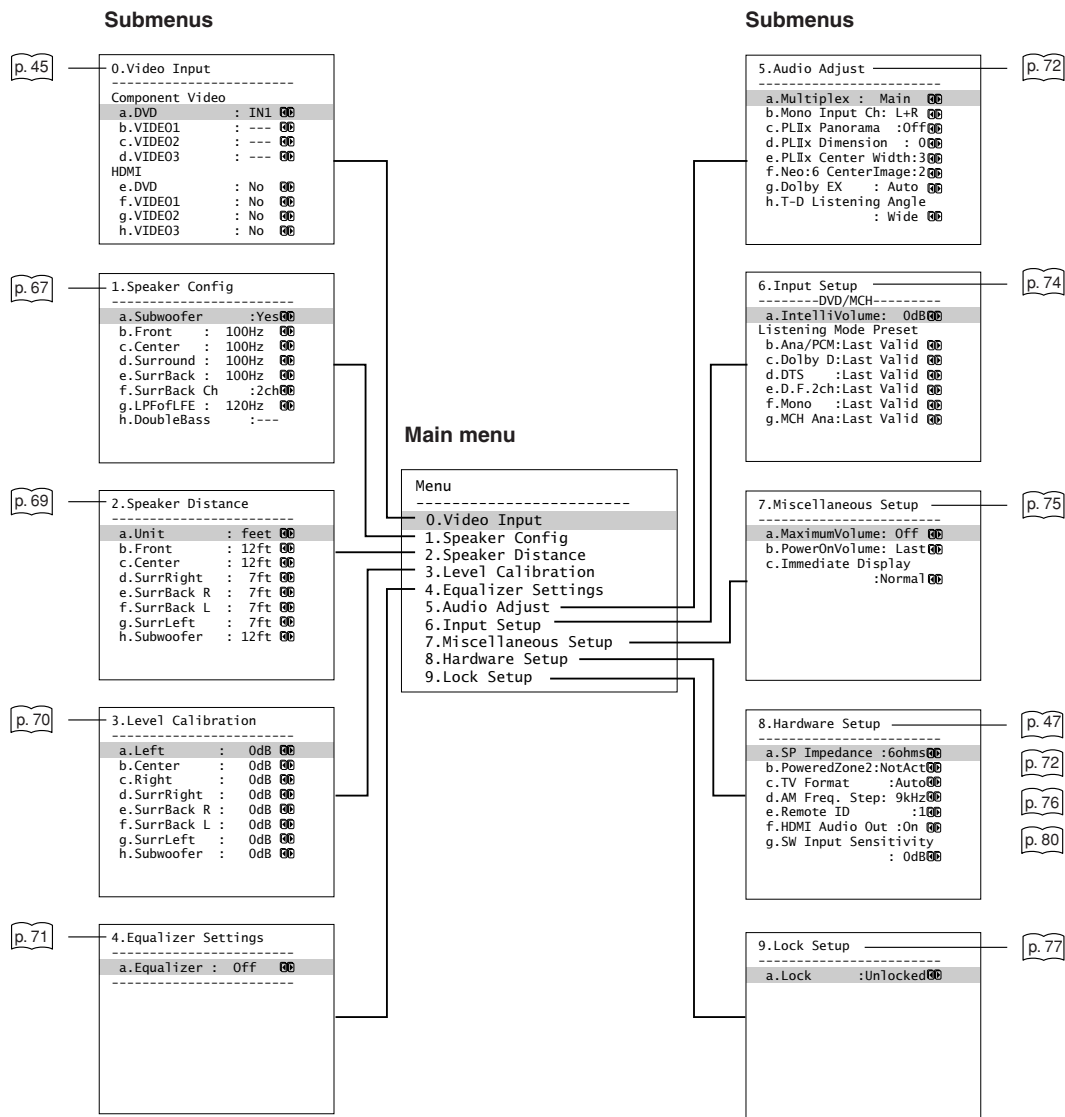 Submenus
p. 45
0.Video Input
------------------------
Component Video
a.DVD : IN1
b.VIDEO1 : ---
c.VIDEO2 : ---
d.VIDEO3 : ---
HDMI
e.DVD : No
f.VIDEO1 : No
g.VIDEO2 : No
h.VIDEO3 : No
p. 67
1.Speaker Config
------------------------
a.Subwoofer :Yes
b.Front : 100Hz
c.Center : 100Hz
d.Surround : 100Hz
e.SurrBack : 100Hz
f.SurrBack Ch :2ch
g.LPFofLFE : 120Hz
h.DoubleBass :---
p. 69
2.Speaker Distance
------------------------
a.Unit : feet
b.Front : 12ft
c.Center : 12ft
d.SurrRight : 7ft
e.SurrBack R : 7ft
f.SurrBack L : 7ft
g.SurrLeft : 7ft
h.Subwoofer : 12ft
p. 70
3.Level Calibration
------------------------
a.Left : 0dB
b.Center : 0dB
c.Right : 0dB
d.SurrRight : 0dB
e.SurrBack R : 0dB
f.SurrBack L : 0dB
g.SurrLeft : 0dB
h.Subwoofer : 0dB
p. 71
4.Equalizer Settings
------------------------
a.Equalizer : Off
------------------------
Main menu
Menu
------------------------
0.Video Input
1.Speaker Config
2.Speaker Distance
3.Level Calibration
4.Equalizer Settings
5.Audio Adjust
6.Input Setup
7.Miscellaneous Setup
8.Hardware Setup
9.Lock Setup
Submenus
5.Audio Adjust
p. 72
------------------------
a.Multiplex : Main
b.Mono Input Ch: L+R
c.PLⅡx Panorama :Off
d.PLⅡx Dimension : 0
e.PLⅡx Center Width:3
f.Neo:6 CenterImage:2
g.Dolby EX : Auto
h.T-D Listening Angle
: Wide
6.Input Setup
p. 74
--------DVD/MCH---------
a.IntelliVolume: 0dB
Listening Mode Preset
b.Ana/PCM:Last Valid
c.Dolby D:Last Valid
d.DTS :Last Valid
e.D.F.2ch:Last Valid
f.Mono :Last Valid
g.MCH Ana:Last Valid
7.Miscellaneous Setup
p. 75
------------------------
a.MaximumVolume: Off
b.PowerOnVolume: Last
c.Immediate Display
:Normal
8.Hardware Setup
p. 47
p. 72
p. 76
p. 80
------------------------
a.SP Impedance :6ohms
b.PoweredZone2:NotAct
c.TV Format :Auto
d.AM Freq. Step: 9kHz
e.Remote ID :1
f.HDMI Audio Out :On
g.SW Input Sensitivity
: 0dB
9.Lock Setup
p. 77
------------------------
a.Lock :Unlocked